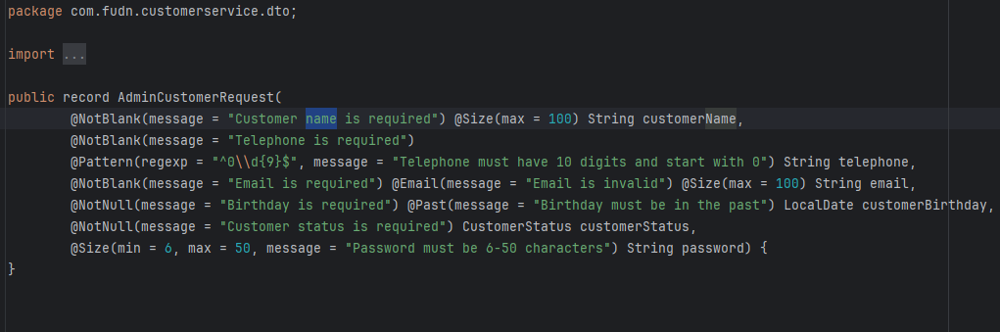 package com.fudn.customerservice.dto;
import ...
public record AdminCustomerRequest(
@NotBlank(message = "Customer name is required") @Size(max = 100) String customerName,
@NotBlank(message = "Telephone is required")
@Pattern(regexp = "^0\\d{9}$", message = "Telephone must have 10 digits and start with 0") String telephone,
@NotBlank(message = "Email is required") @Email(message = "Email is invalid") @Size(max = 100) String email,
@NotNull(message = "Birthday is required") @Past(message = "Birthday must be in the past") LocalDate customerBirthday,
@NotNull(message = "Customer status is required") CustomerStatus customerStatus,
@Size(min = 6, max = 50, message = "Password must be 6-50 characters") String password) {
}